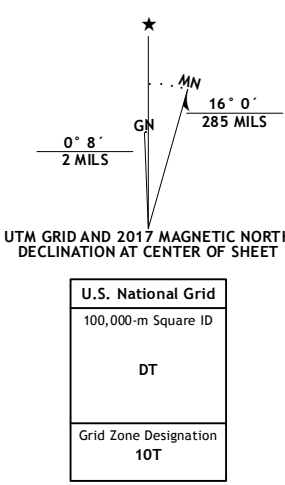 ★
MN
GN
16° 0´
285 MILS
0° 8´
2 MILS
UTM GRID AND 2017 MAGNETIC NORTH
DECLINATION AT CENTER OF SHEET
U.S. National Grid
100,000-m Square ID
DT
Grid Zone Designation
10T